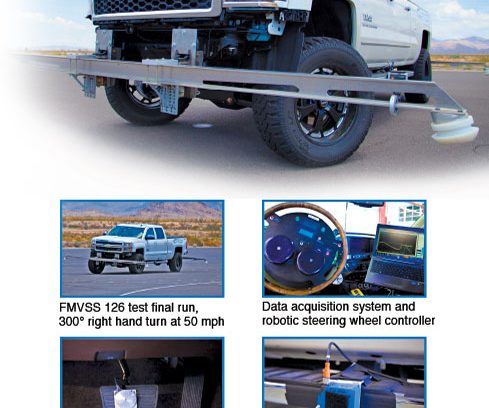 FMVSS 126 test final run,
300° right hand turn at 50 mph
Data acquisition system and
robotic steering wheel controller